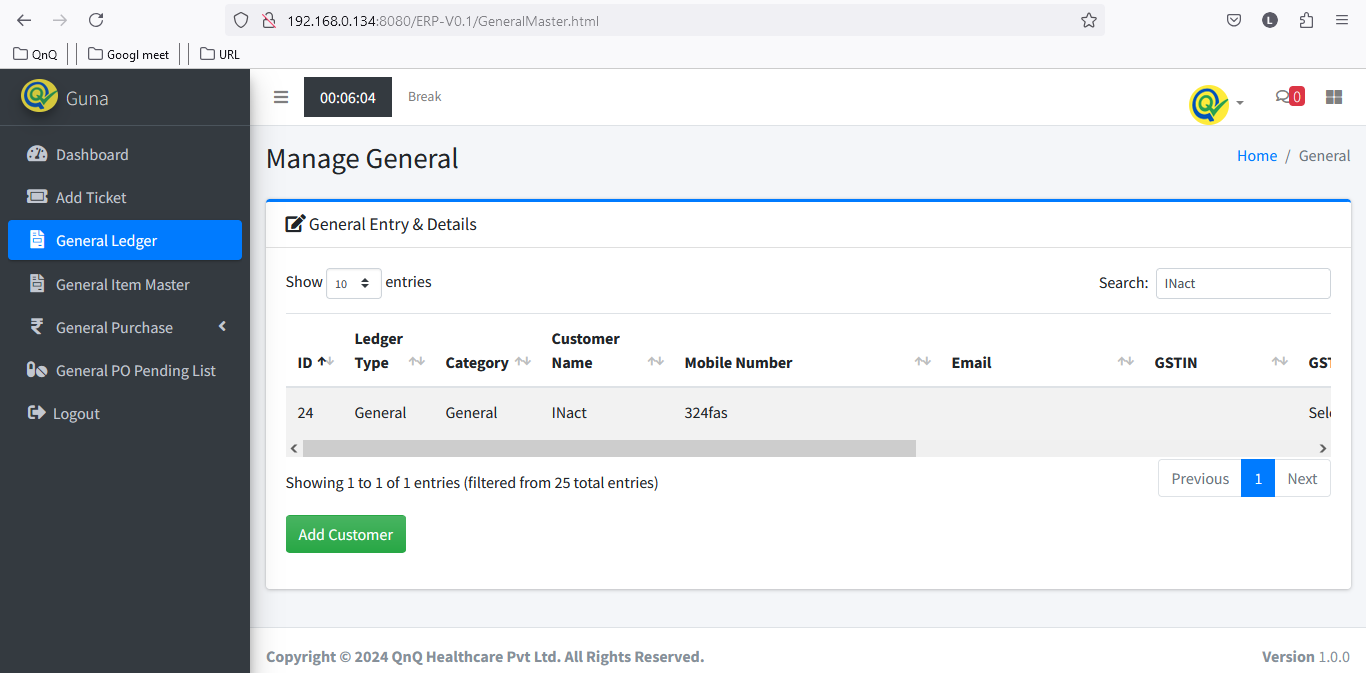 192.168.0.134:8080/ERP-V0.1/GeneralMaster.html
L
QnQ
Googl meet
URL
Guna
00:06:04
Break
0
Dashboard
Add Ticket
General Ledger
General Item Master
General Purchase
General PO Pending List
Logout
Manage General
Home / General
General Entry & Details
Show 10 entries
Search: INact
ID Ledger Type Category Customer Name Mobile Number Email GSTIN GST
24 General General INact 324fas Sele
Showing 1 to 1 of 1 entries (filtered from 25 total entries)
Previous 1 Next
Add Customer
Copyright © 2024 QnQ Healthcare Pvt Ltd. All Rights Reserved.
Version 1.0.0